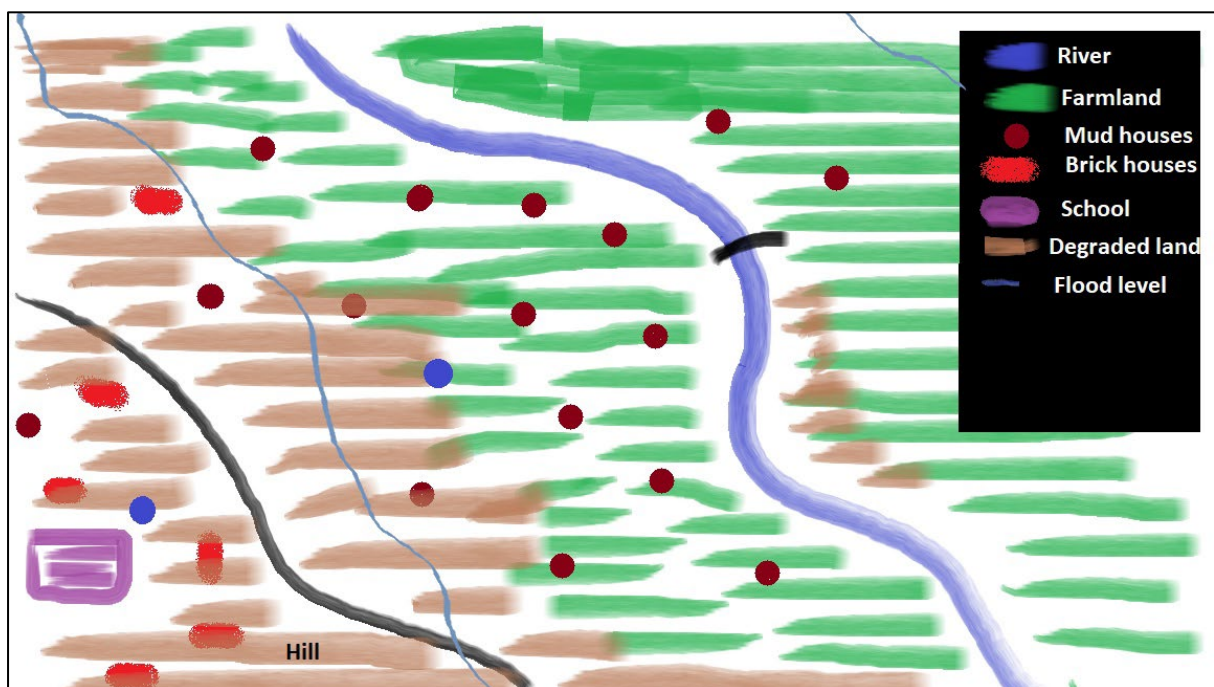 River
Farmland
Mud houses
Brick houses
School
Degraded land
Flood level
Hill